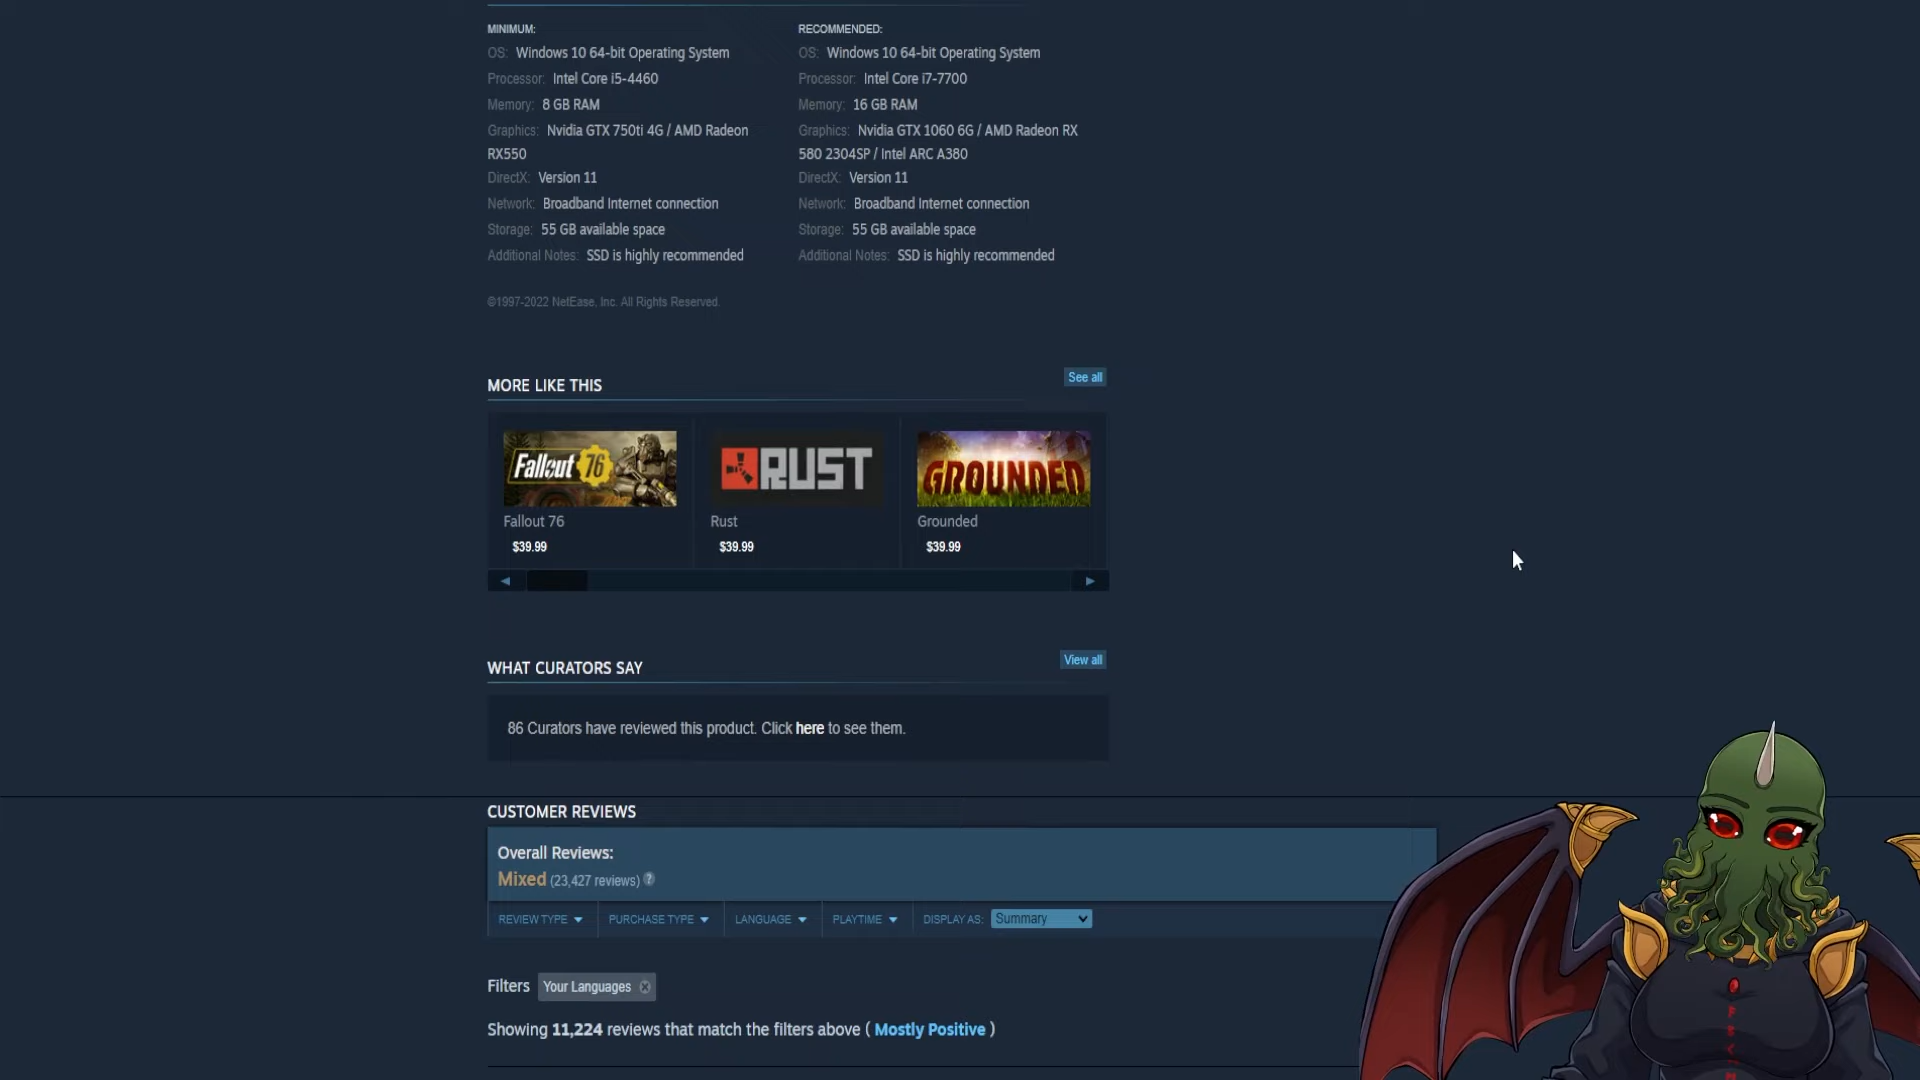 MINIMUM:
OS: Windows 10 64-bit Operating System
Processor: Intel Core i5-4460
Memory: 8 GB RAM
Graphics: Nvidia GTX 750ti 4G / AMD Radeon
RX550
DirectX: Version 11
Network: Broadband Internet connection
Storage: 55 GB available space
Additional Notes: SSD is highly recommended
RECOMMENDED:
OS: Windows 10 64-bit Operating System
Processor: Intel Core i7-7700
Memory: 16 GB RAM
Graphics: Nvidia GTX 1060 6G / AMD Radeon RX
580 2304SP / Intel ARC A380
DirectX: Version 11
Network: Broadband Internet connection
Storage: 55 GB available space
Additional Notes: SSD is highly recommended
©1997-2022 NetEase, Inc. All Rights Reserved.
MORE LIKE THIS
See all
Fallout 76
RUST
GROUNDED
Fallout 76
Rust
Grounded
$39.99
$39.99
$39.99
WHAT CURATORS SAY
View all
86 Curators have reviewed this product. Click here to see them.
CUSTOMER REVIEWS
Overall Reviews:
Mixed (23,427 reviews) ?
REVIEW TYPE PURCHASE TYPE LANGUAGE PLAYTIME DISPLAY AS: Summary
Filters Your Languages
Showing 11,224 reviews that match the filters above ( Mostly Positive )